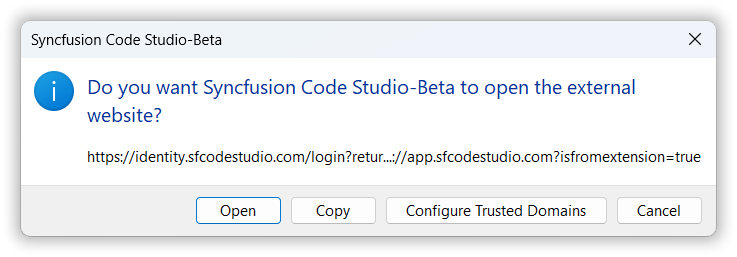 Syncfusion Code Studio-Beta
Do you want Syncfusion Code Studio-Beta to open the external
website?
https://identity.sfcodestudio.com/login?retur...://app.sfcodestudio.com?isfromextension=true
Open Copy Configure Trusted Domains Cancel